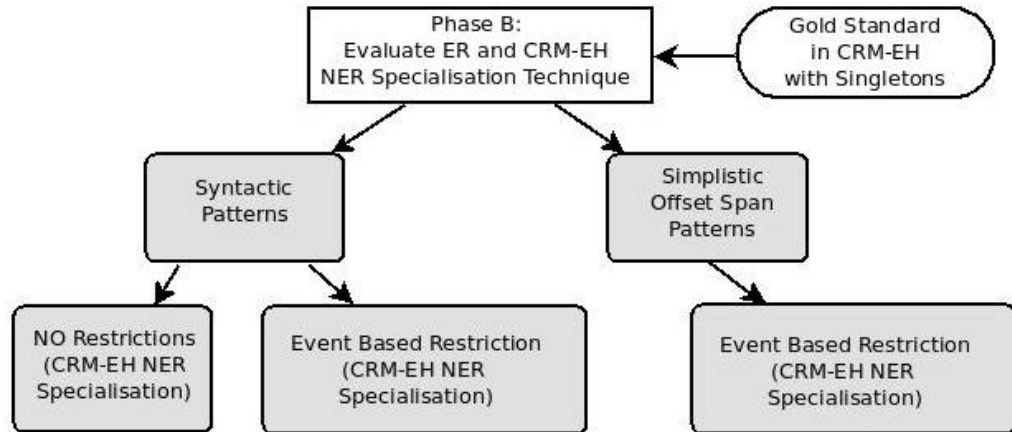 Phase B:
Evaluate ER and CRM-EH
NER Specialisation Technique
Gold Standard
in CRM-EH
with Singletons
Syntactic
Patterns
Simplistic
Offset Span
Patterns
NO Restrictions
(CRM-EH NER
Specialisation)
Event Based Restriction
(CRM-EH NER
Specialisation)
Event Based Restriction
(CRM-EH NER
Specialisation)